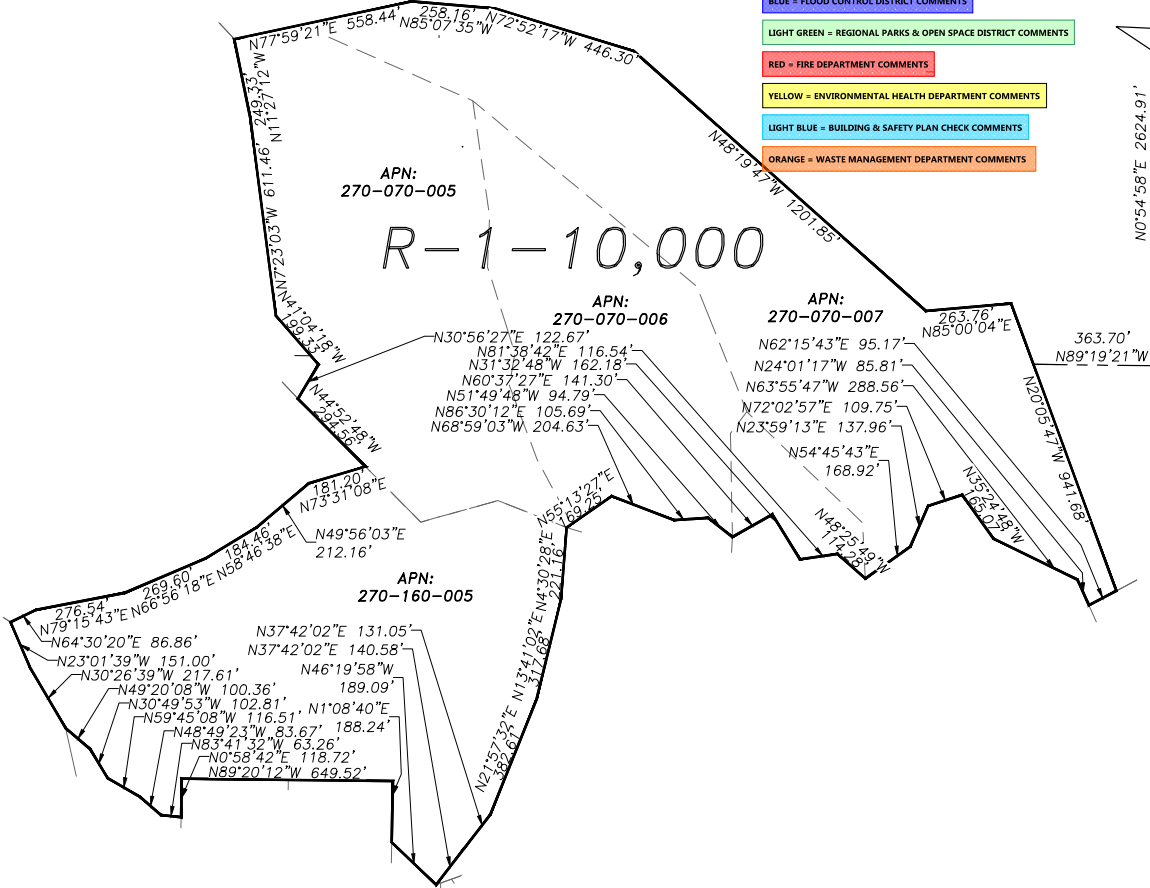 BLUE = FLOOD CONTROL DISTRICT COMMENTS
LIGHT GREEN = REGIONAL PARKS & OPEN SPACE DISTRICT COMMENTS
RED = FIRE DEPARTMENT COMMENTS
YELLOW = ENVIRONMENTAL HEALTH DEPARTMENT COMMENTS
LIGHT BLUE = BUILDING & SAFETY PLAN CHECK COMMENTS
ORANGE = WASTE MANAGEMENT DEPARTMENT COMMENTS
N77°59'21"E 558.44'
258.16'
N85°07'35"W
N72°52'17"W 446.30'
249.33'
N11°27'12"W
N7°23'03"W 611.46'
N48°19'47"W 1201.85'
N0°54'58"E 2624.91'
APN:
270-070-005
R-1-10,000
N41°04'18"W
199.33'
APN:
270-070-006
APN:
270-070-007
263.76'
N85°00'04"E
363.70'
N89°19'21"W
N30°56'27"E 122.67'
N81°38'42"E 116.54'
N31°32'48"W 162.18'
N60°37'27"E 141.30'
N51°49'48"W 94.79'
N86°30'12"E 105.69'
N68°59'03"W 204.63'
N62°15'43"E 95.17'
N24°01'17"W 85.81'
N63°55'47"W 288.56'
N72°02'57"E 109.75'
N23°59'13"E 137.96'
N54°45'43"E
168.92'
N20°05'47"W 941.68'
N44°52'48"W
294.56'
181.20'
N73°31'08"E
N55°13'27"E
169.25'
N48°25'49"W
114.28'
N35°24'48"W
165.07'
N49°56'03"E
212.16'
184.46'
N58°46'38"E
269.60'
N66°56'18"E
276.54'
N79°15'43"E
N4°30'28"E
221.16'
APN:
270-160-005
N13°41'02"E
317.68'
N21°57'32"E
382.61'
N64°30'20"E 86.86'
N23°01'39"W 151.00'
N30°26'39"W 217.61'
N49°20'08"W 100.36'
N30°49'53"W 102.81'
N59°45'08"W 116.51'
N48°49'23"W 83.67'
N83°41'32"W 63.26'
N0°58'42"E 118.72'
N89°20'12"W 649.52'
N37°42'02"E 131.05'
N37°42'02"E 140.58'
N46°19'58"W
189.09'
N1°08'40"E
188.24'